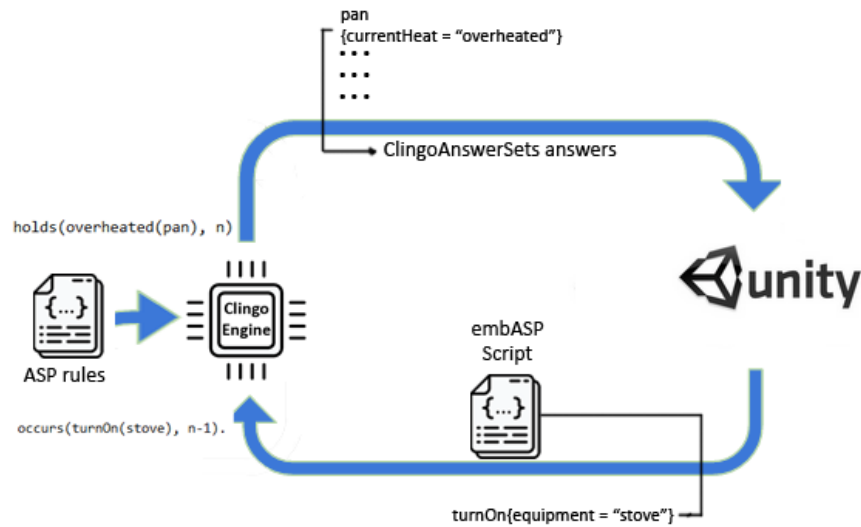 pan
{currentHeat = “overheated”}
ClingoAnswerSets answers
holds(overheated(pan), n)
unity
{...}
Clingo
Engine
ASP rules
embASP
Script
{...}
occurs(turnOn(stove), n-1).
turnOn{equipment = “stove”}